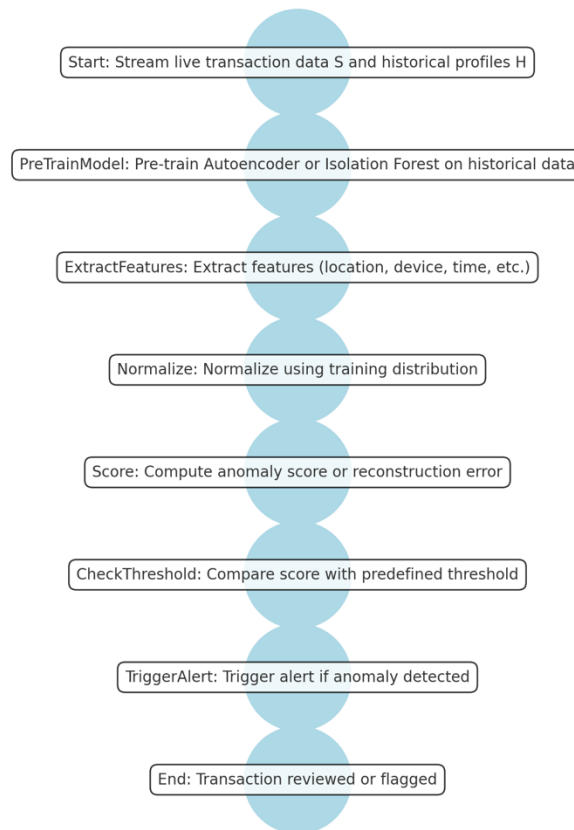 Start: Stream live transaction data S and historical profiles H
PreTrainModel: Pre-train Autoencoder or Isolation Forest on historical data
ExtractFeatures: Extract features (location, device, time, etc.)
Normalize: Normalize using training distribution
Score: Compute anomaly score or reconstruction error
CheckThreshold: Compare score with predefined threshold
TriggerAlert: Trigger alert if anomaly detected
End: Transaction reviewed or flagged